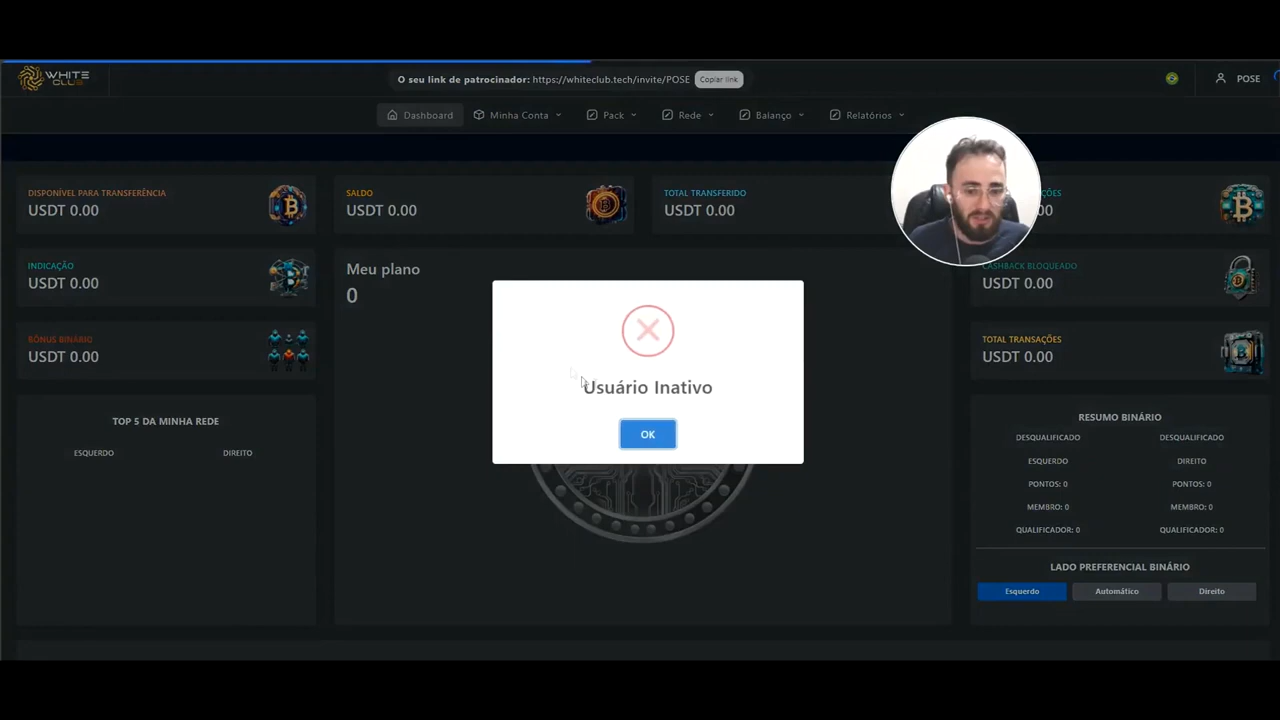 WHITE
CLUB
O seu link de patrocinador: https://whiteclub.tech/invite/POSE Copiar link
POSE
Dashboard Minha Conta Pack Rede Balanço Relatórios
DISPONÍVEL PARA TRANSFERÊNCIA
USDT 0.00
SALDO
USDT 0.00
TOTAL TRANSFERIDO
USDT 0.00
INDICAÇÃO
USDT 0.00
Meu plano
0
CASHBACK BLOQUEADO
USDT 0.00
BÔNUS BINÁRIO
USDT 0.00
TOTAL TRANSAÇÕES
USDT 0.00
Usuário Inativo
OK
TOP 5 DA MINHA REDE
ESQUERDO DIREITO
RESUMO BINÁRIO
DESQUALIFICADO DESQUALIFICADO
ESQUERDO DIREITO
PONTOS: 0 PONTOS: 0
MEMBRO: 0 MEMBRO: 0
QUALIFICADOR: 0 QUALIFICADOR: 0
LADO PREFERENCIAL BINÁRIO
Esquerdo Automático Direito